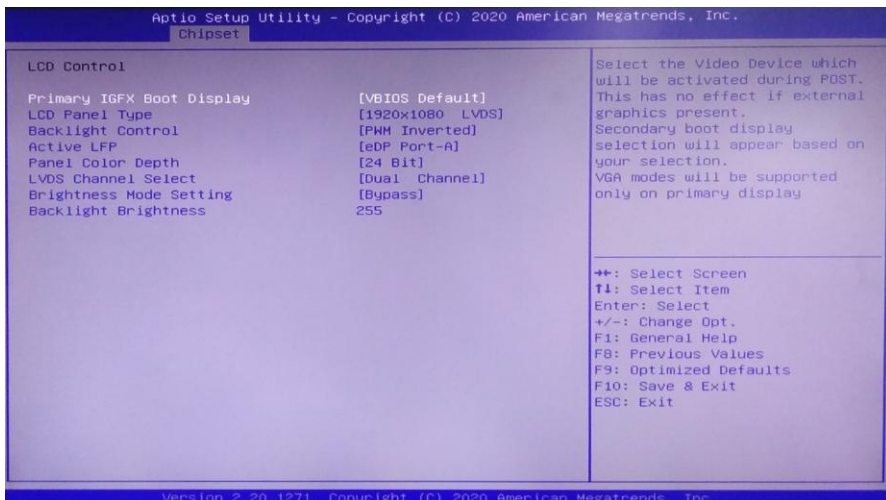 Aptio Setup Utility – Copyright (C) 2020 American Megatrends, Inc.
Chipset
LCD Control
Primary IGFX Boot Display [VBIOS Default]
LCD Panel Type [1920x1080 LVDS]
Backlight Control [PWM Inverted]
Active LFP [eDP Port-A]
Panel Color Depth [24 Bit]
LVDS Channel Select [Dual Channel]
Brightness Mode Setting [Bypass]
Backlight Brightness 255
Select the Video Device which
will be activated during POST.
This has no effect if external
graphics present.
Secondary boot display
selection will appear based on
your selection.
VGA modes will be supported
only on primary display
→←: Select Screen
↑↓: Select Item
Enter: Select
+/-: Change Opt.
F1: General Help
F8: Previous Values
F9: Optimized Defaults
F10: Save & Exit
ESC: Exit
Version 2.20.1271. Copyright (C) 2020 American Megatrends, Inc.